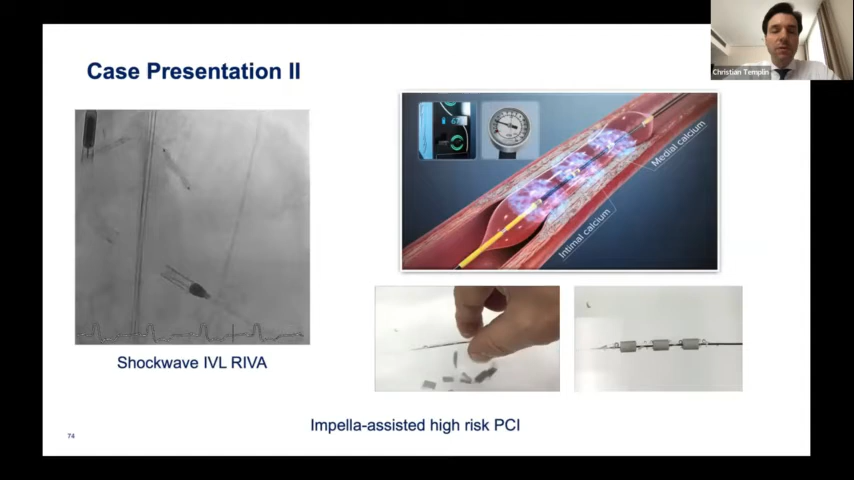 Christian Templin
Case Presentation II
Medial calcium
Intimal calcium
Shockwave IVL RIVA
Impella-assisted high risk PCI
74